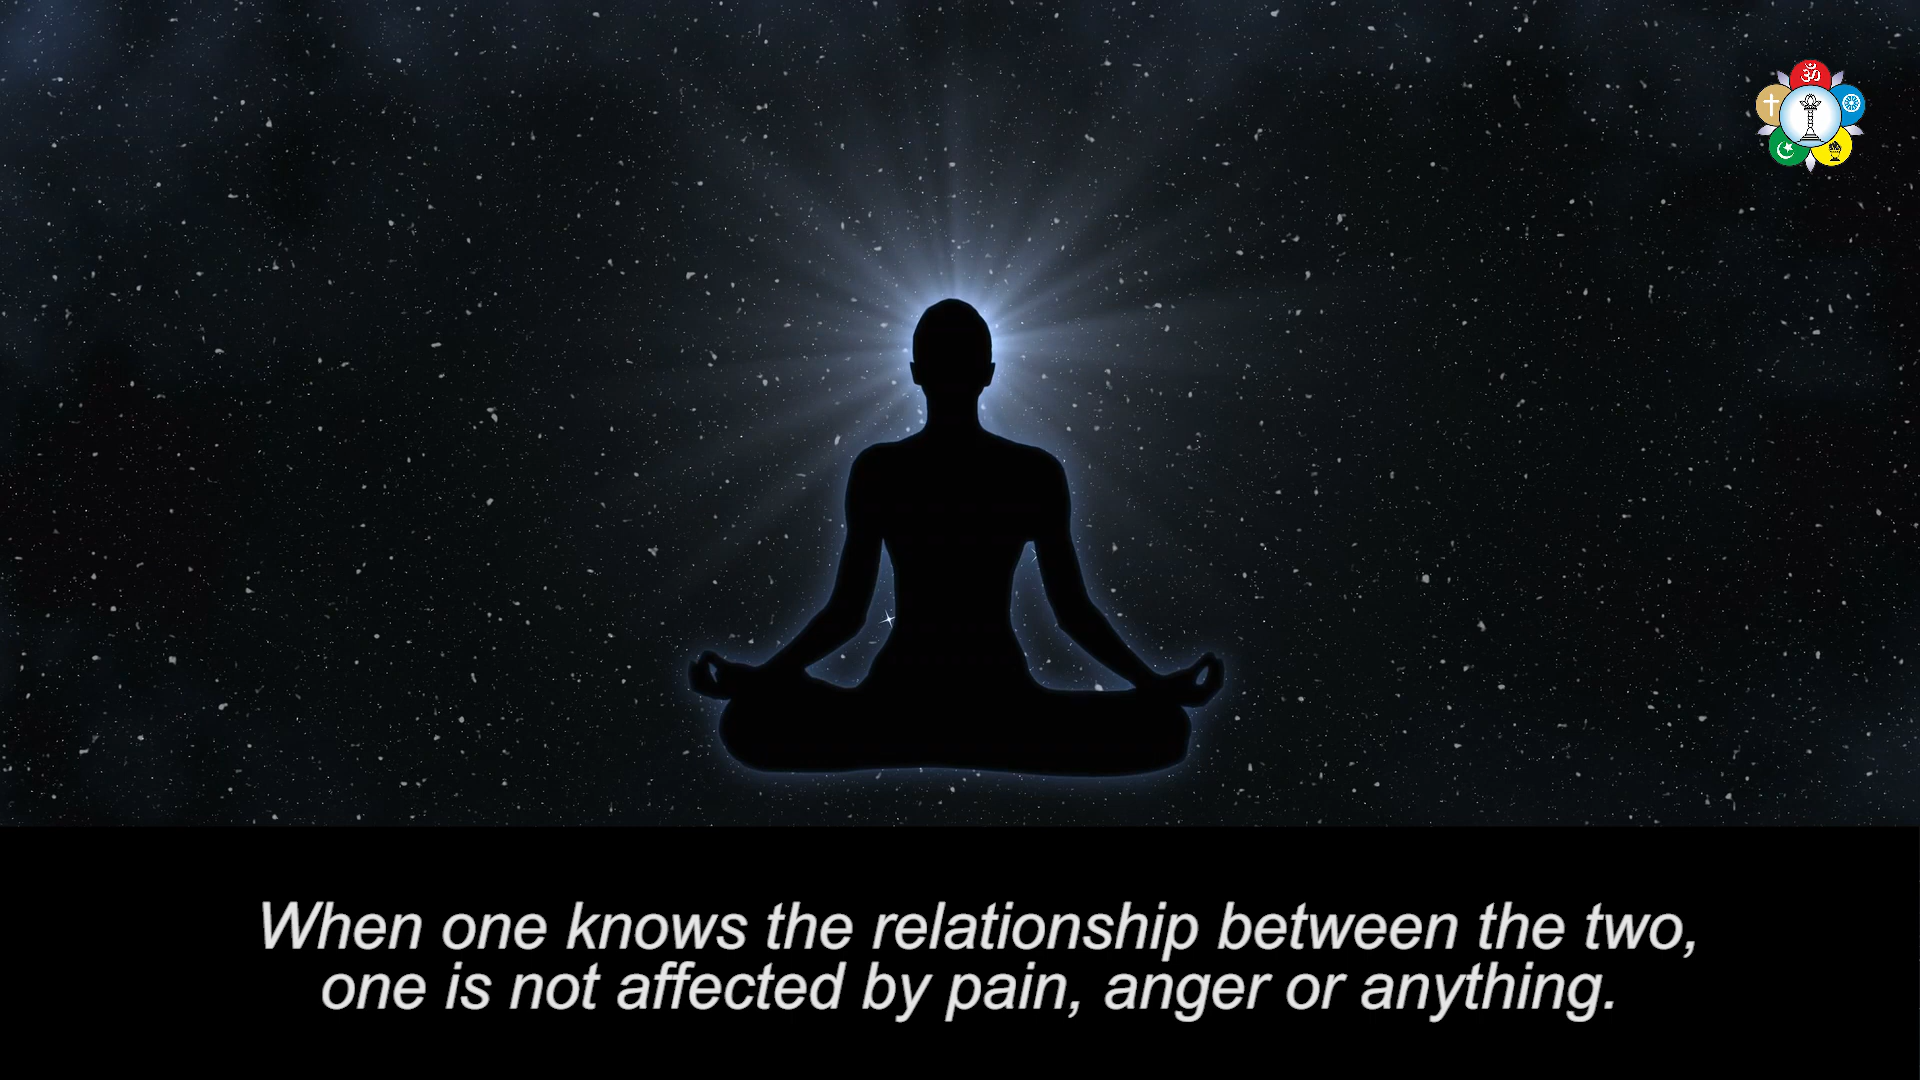 ॐ
When one knows the relationship between the two,
one is not affected by pain, anger or anything.